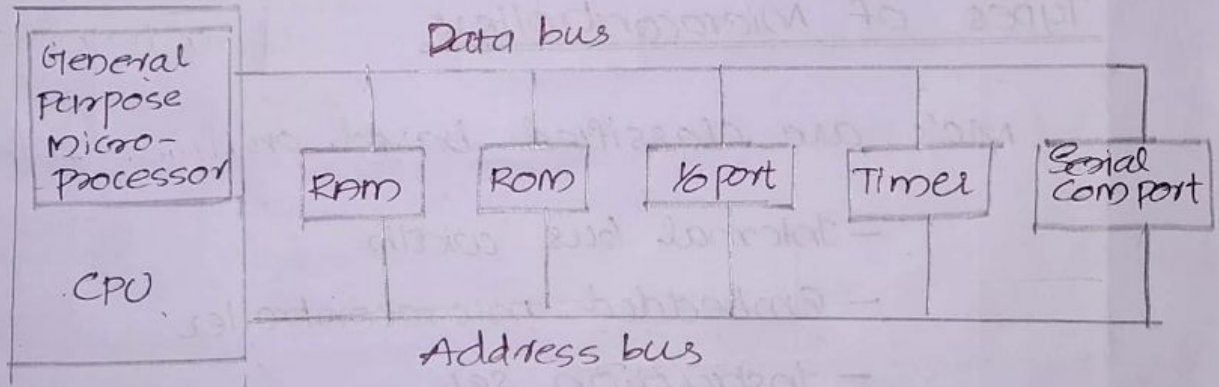 Data bus
General
Purpose
Micro-
processor
RAM
ROM
I/o port
Timer
Serial
Com port
CPU
Address bus